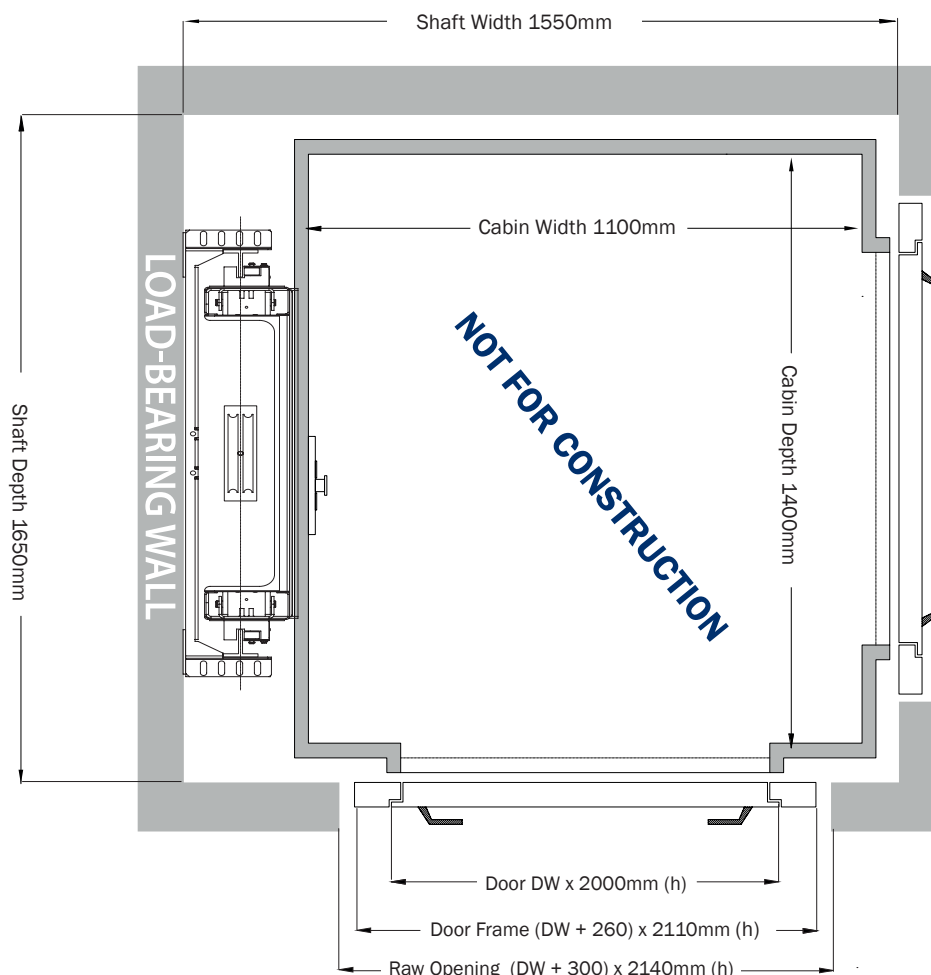 Shaft Width 1550mm
Cabin Width 1100mm
LOAD-BEARING WALL
NOT FOR CONSTRUCTION
Cabin Depth 1400mm
Shaft Depth 1650mm
Door DW x 2000mm (h)
Door Frame (DW + 260) x 2110mm (h)
Raw Opening (DW + 300) x 2140mm (h)